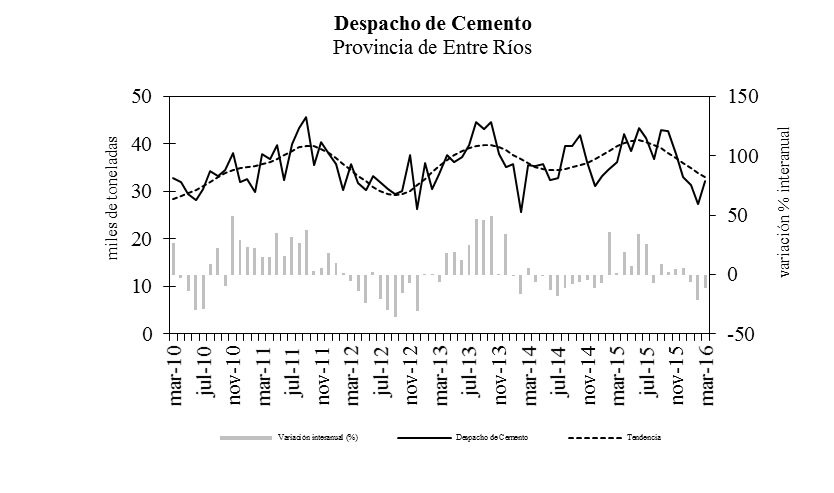 Despacho de Cemento
Provincia de Entre Ríos
miles de toneladas
50
40
30
20
10
0
variación % interanual
150
100
50
0
-50
mar-10
jul-10
nov-10
mar-11
jul-11
nov-11
mar-12
jul-12
nov-12
mar-13
jul-13
nov-13
mar-14
jul-14
nov-14
mar-15
jul-15
nov-15
mar-16
Variación interanual (%) Despacho de Cemento Tendencia